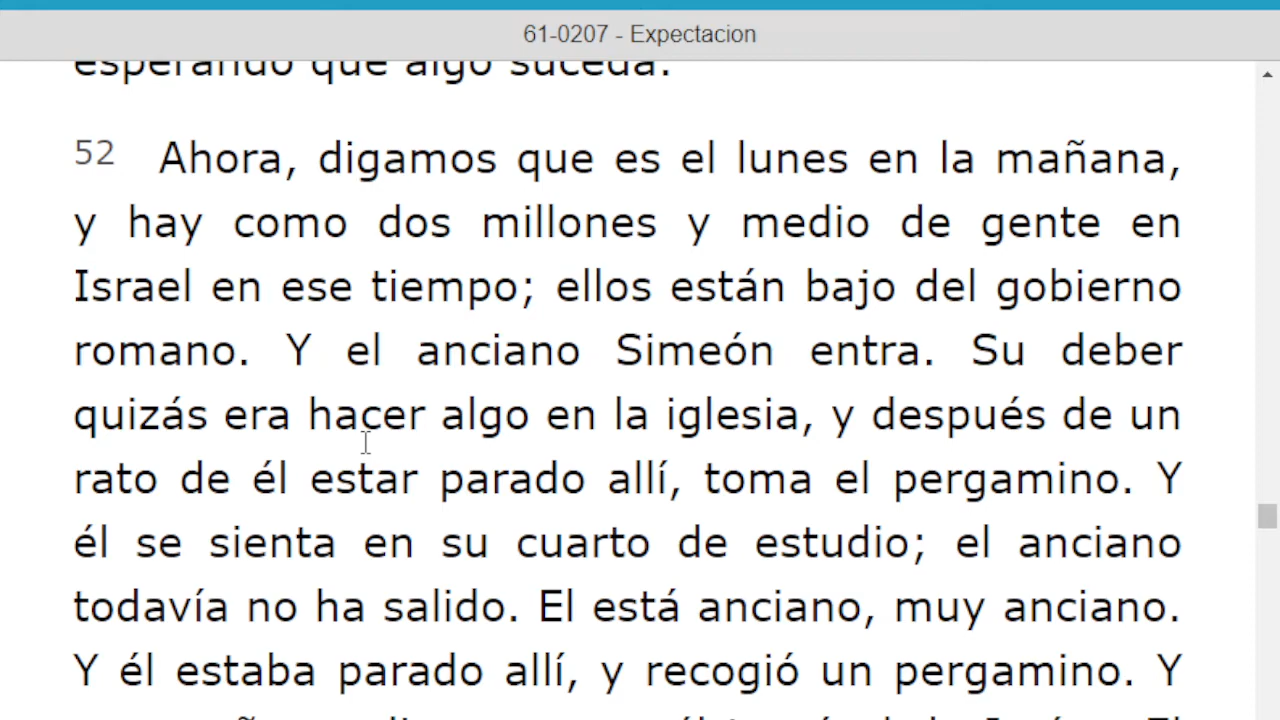 61-0207 - Expectacion
esperando que algo suceda.
52 Ahora, digamos que es el lunes en la mañana,
y hay como dos millones y medio de gente en
Israel en ese tiempo; ellos están bajo del gobierno
romano. Y el anciano Simeón entra. Su deber
quizás era hacer algo en la iglesia, y después de un
rato de él estar parado allí, toma el pergamino. Y
él se sienta en su cuarto de estudio; el anciano
todavía no ha salido. El está anciano, muy anciano.
Y él estaba parado allí, y recogió un pergamino. Y